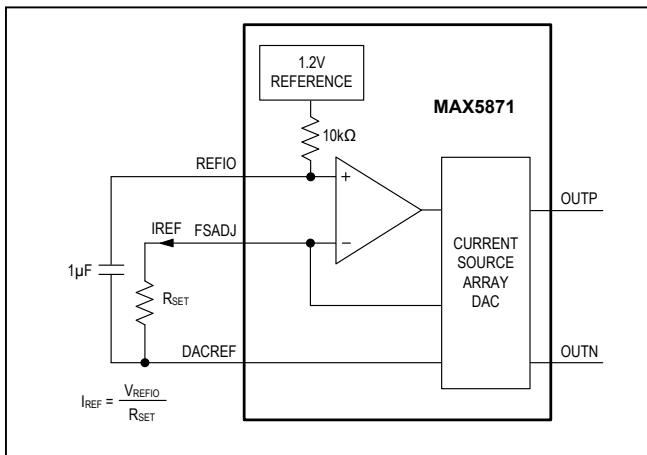 1.2V
REFERENCE
MAX5871
10kΩ
REFIO
+
OUTP
IREF
FSADJ
−
CURRENT
SOURCE
ARRAY
DAC
1µF
RSET
DACREF
OUTN
IREF = VREFIO / RSET